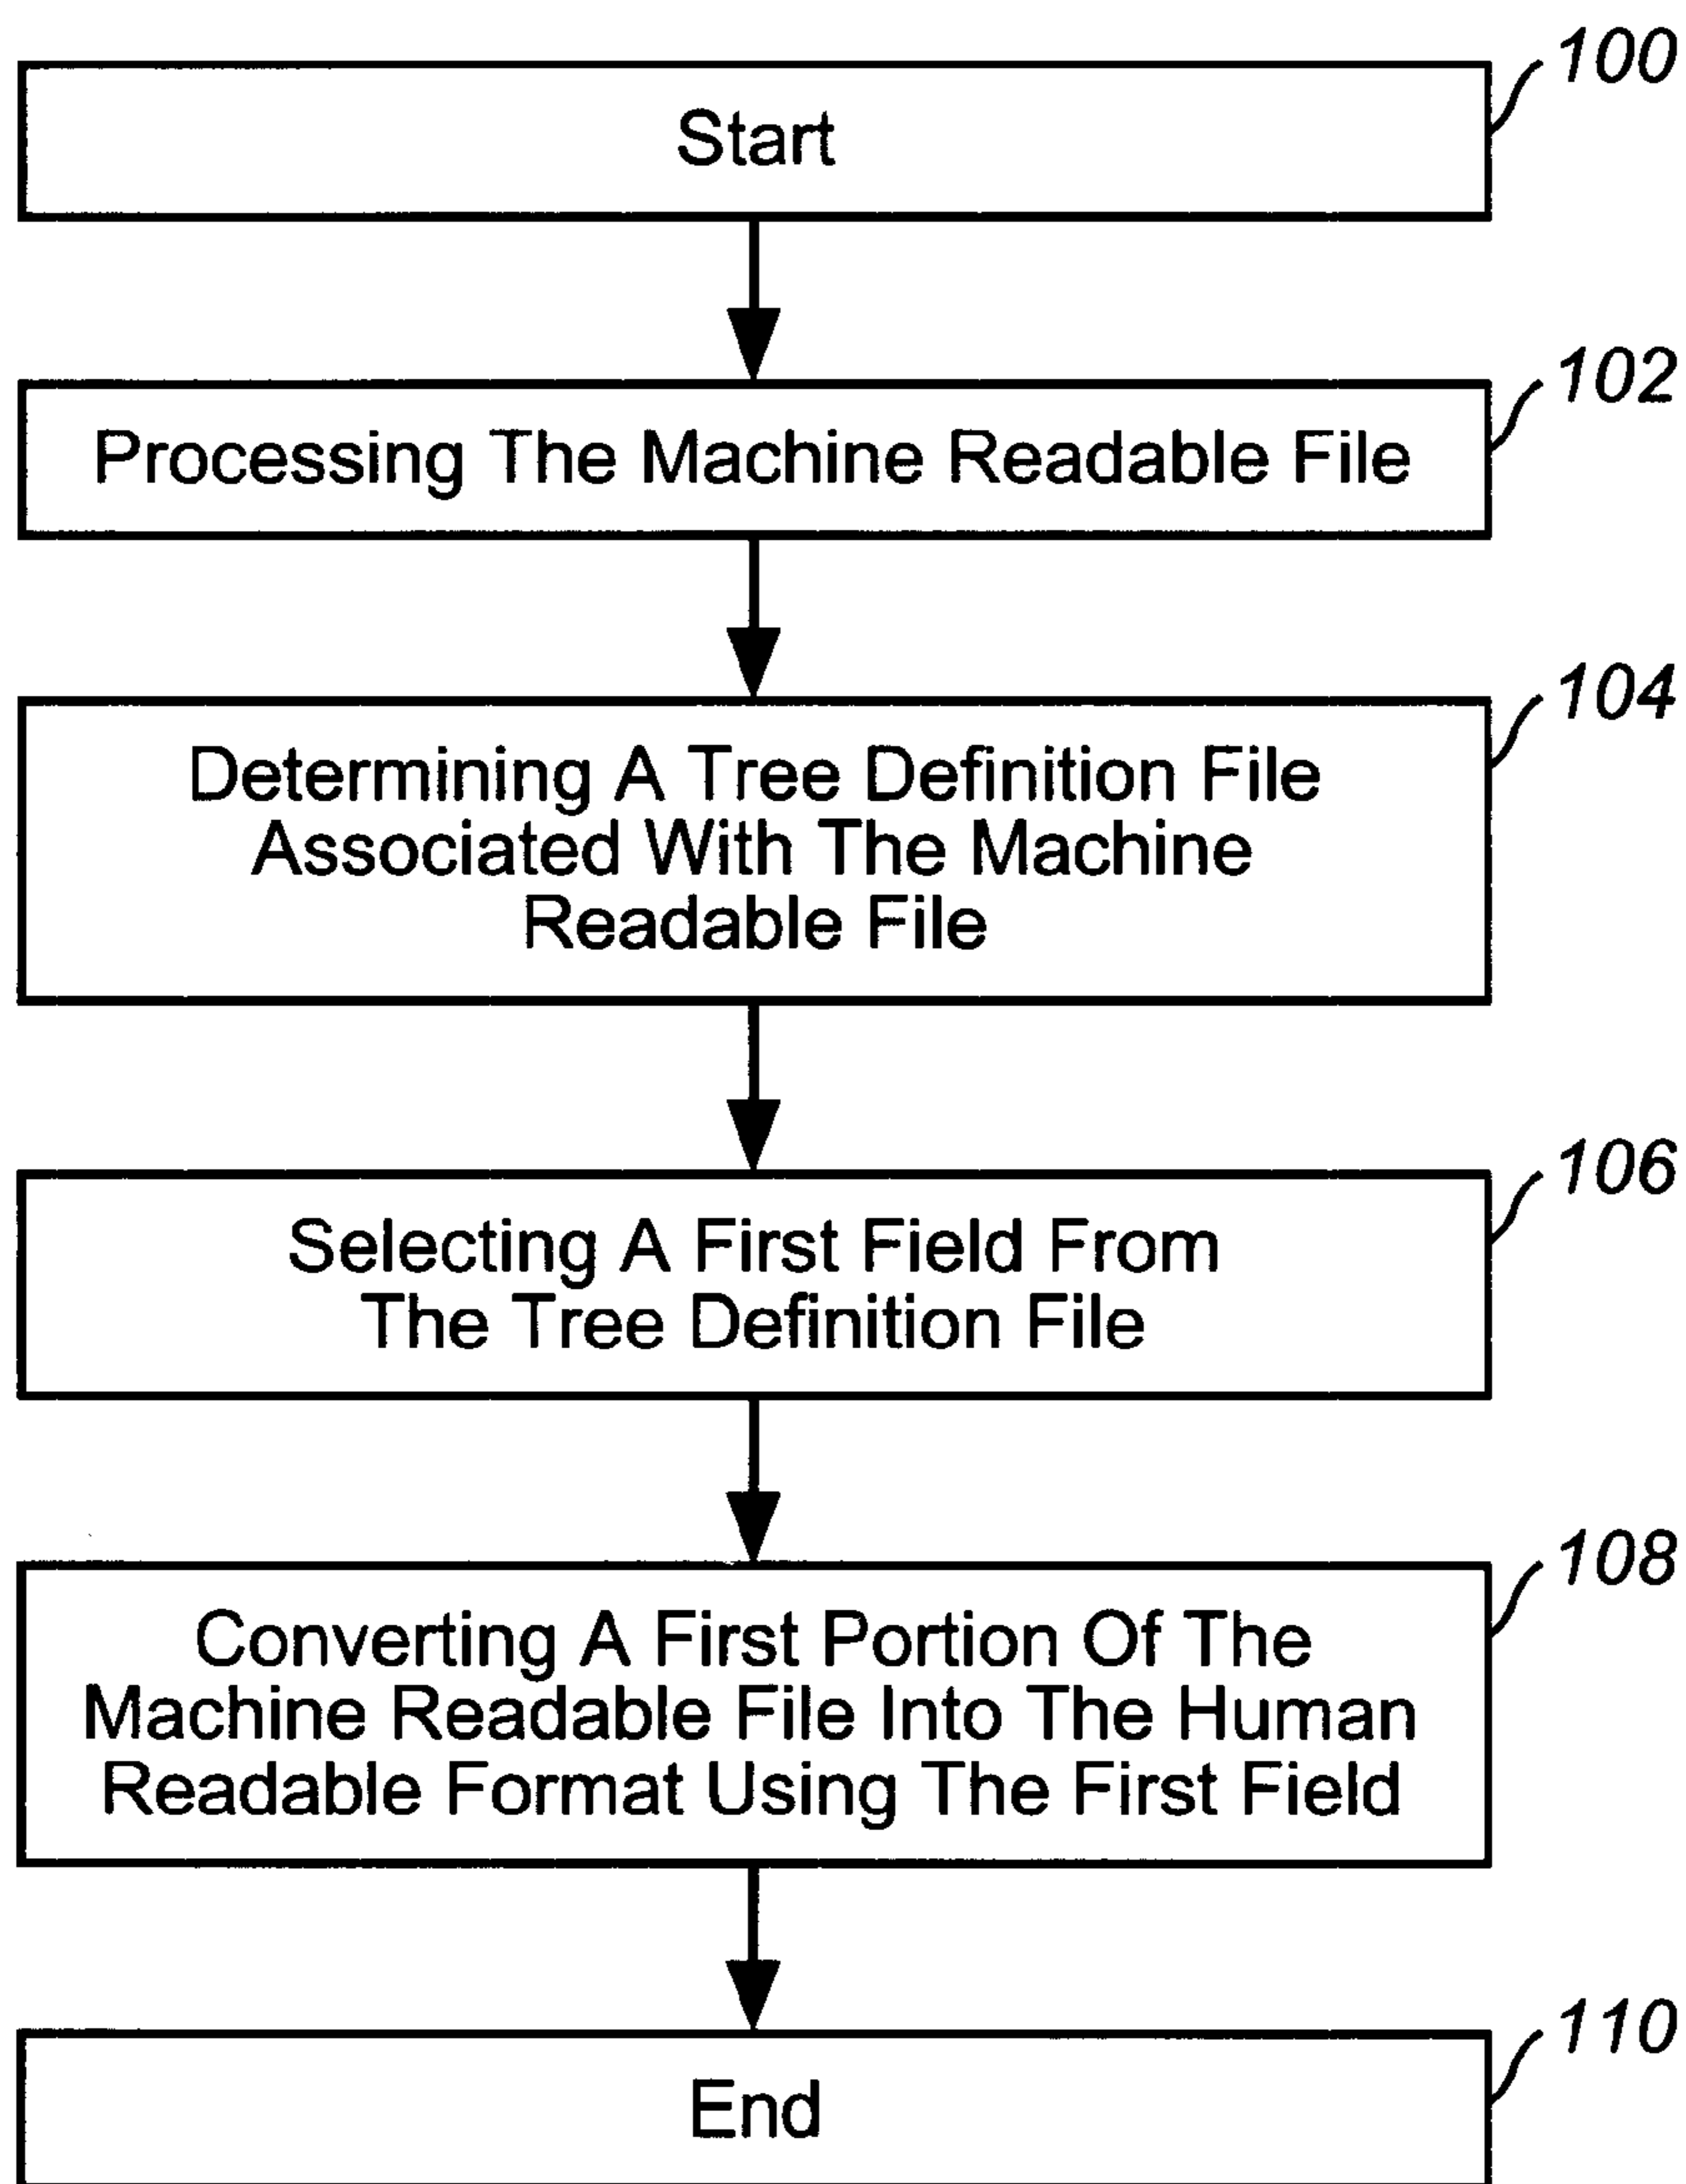 100
Start
102
Processing The Machine Readable File
104
Determining A Tree Definition File
Associated With The Machine
Readable File
106
Selecting A First Field From
The Tree Definition File
108
Converting A First Portion Of The
Machine Readable File Into The Human
Readable Format Using The First Field
110
End